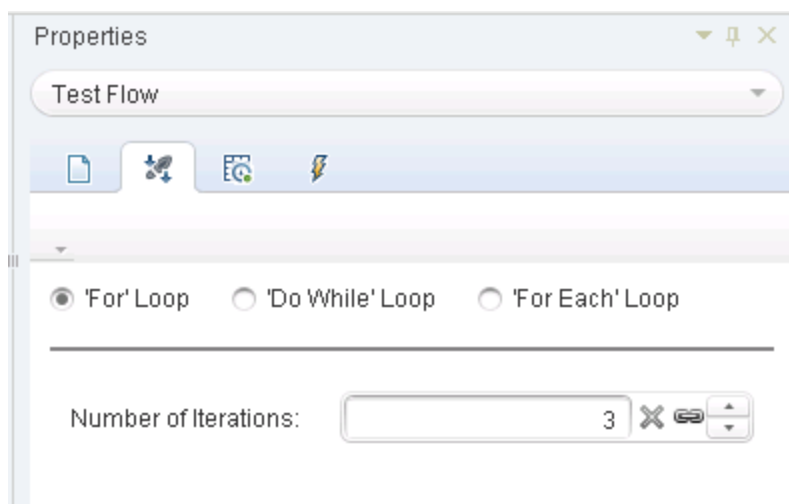 Properties
Test Flow
'For' Loop 'Do While' Loop 'For Each' Loop
Number of Iterations: 3